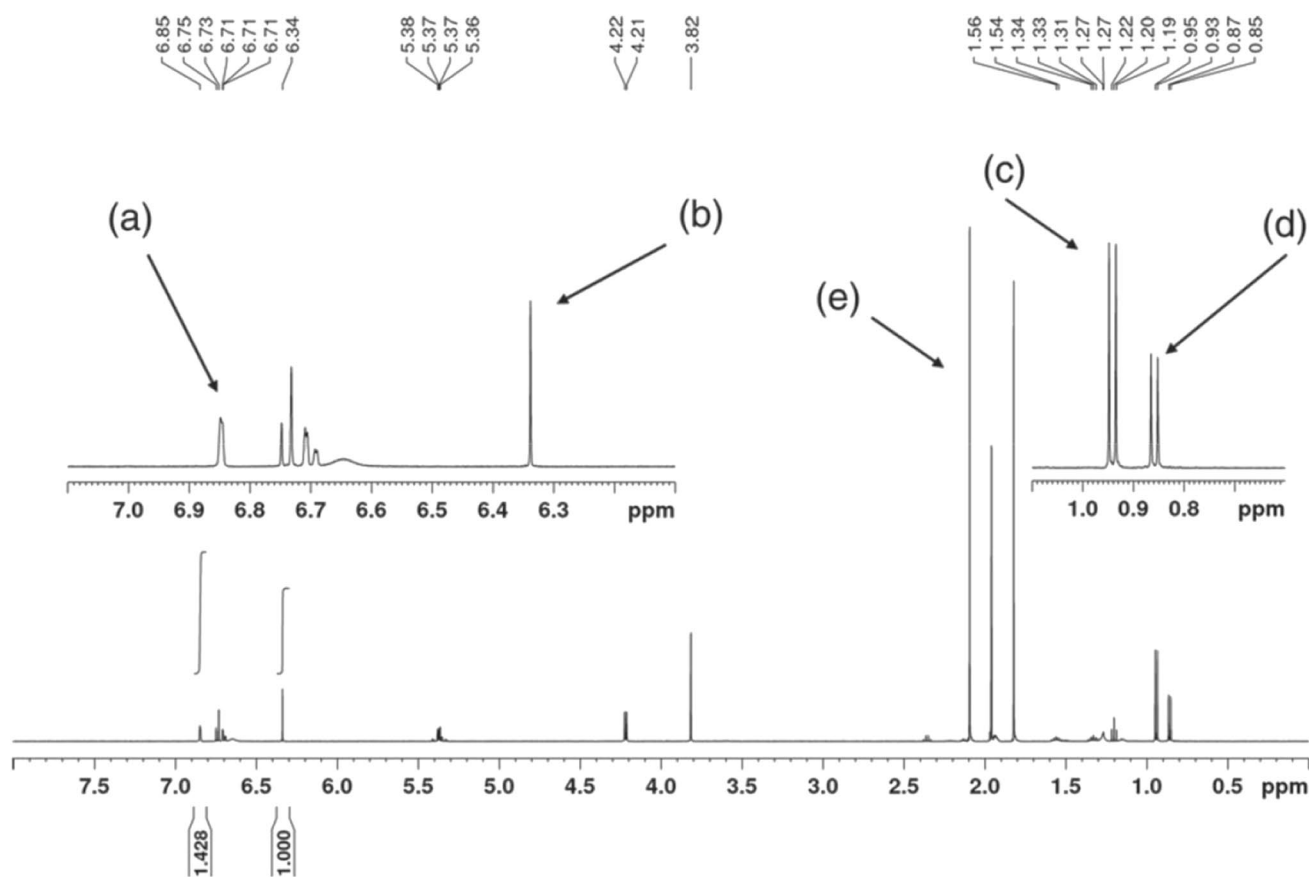 6.85 6.75 6.73 6.71 6.71 6.71 6.34 5.38 5.37 5.37 5.36 4.22 4.21 3.82 1.56 1.54 1.34 1.33 1.31 1.27 1.27 1.22 1.20 1.19 0.95 0.93 0.87 0.85
(c)
(a) (b) (d)
(e)
7.0 6.9 6.8 6.7 6.6 6.5 6.4 6.3 ppm 1.0 0.9 0.8 ppm
7.5 7.0 6.5 6.0 5.5 5.0 4.5 4.0 3.5 3.0 2.5 2.0 1.5 1.0 0.5 ppm
1.428 1.000